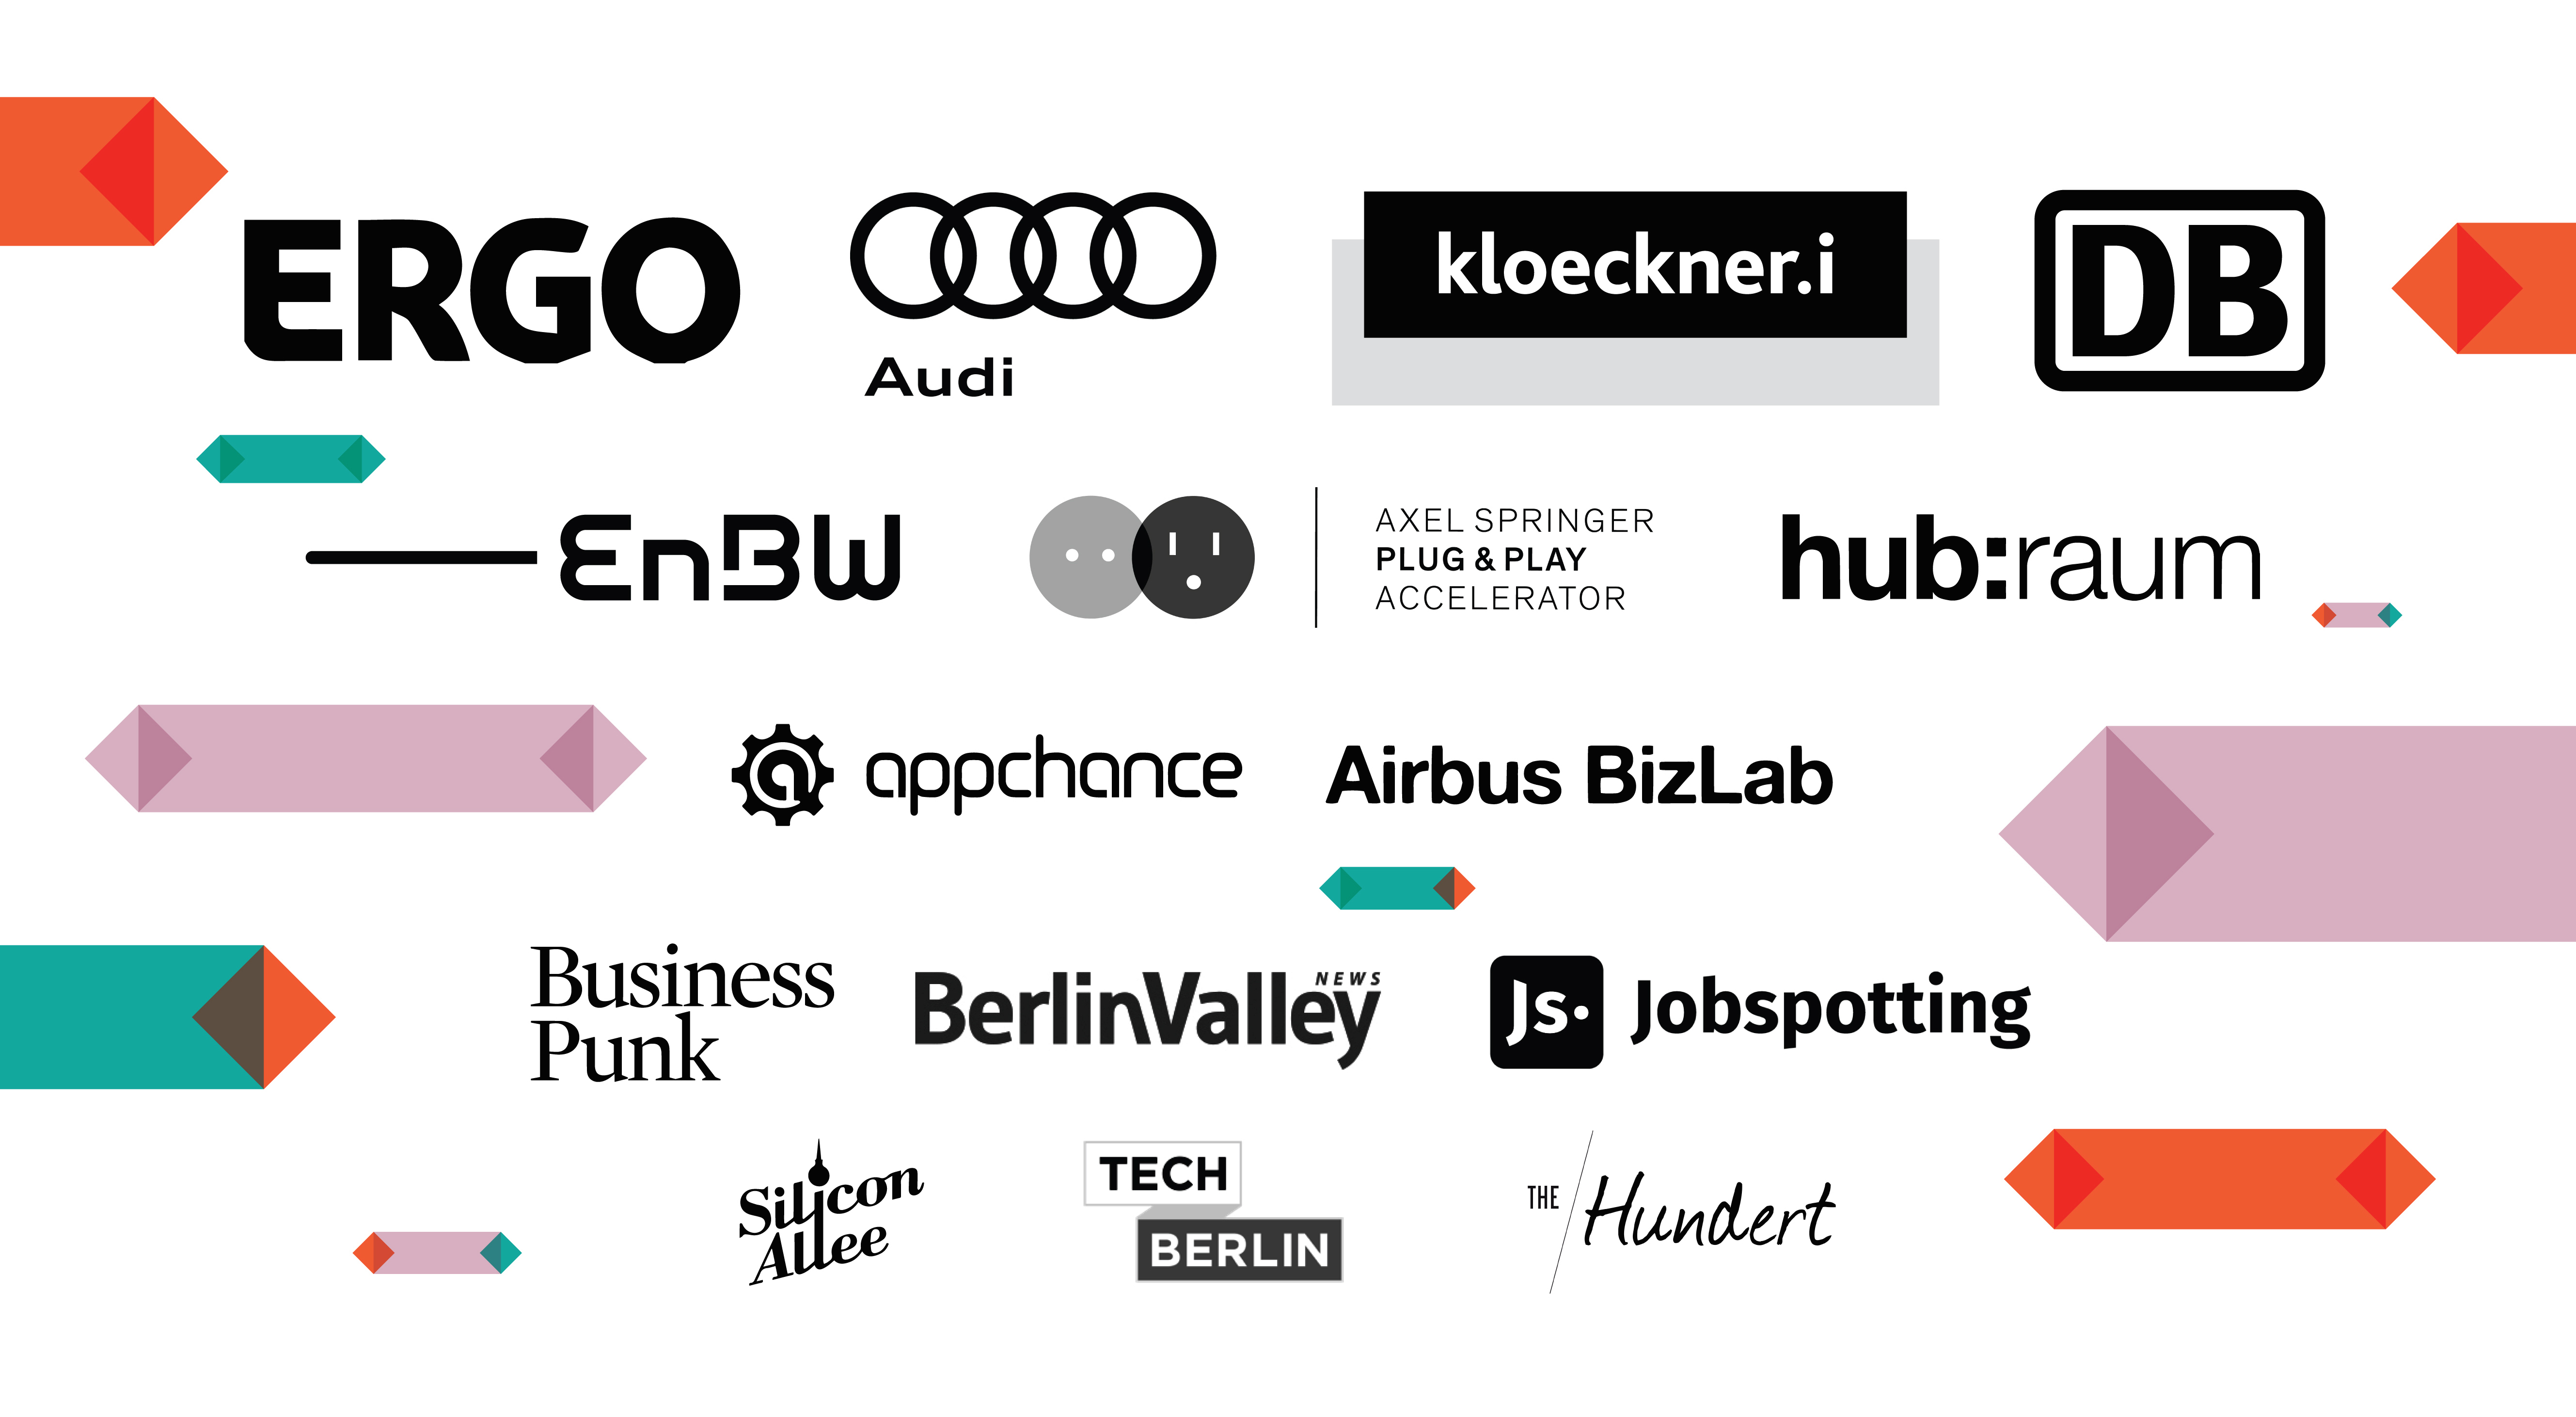 ERGO
Audi
kloeckner.i
DB
EnBW
AXEL SPRINGER
PLUG & PLAY
ACCELERATOR
hub:raum
a appchance
Airbus BizLab
Business
Punk
NEWS
BerlinValley
Js. Jobspotting
Silicon
Allee
TECH
BERLIN
THE Hundert